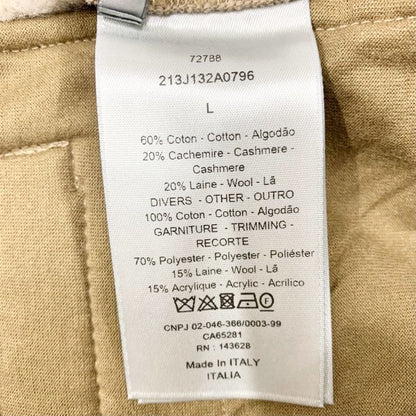 72788
213J132A0796
L
60% Coton - Cotton - Algodão
20% Cachemire - Cashmere -
Cashmere
20% Laine - Wool - Lã
DIVERS - OTHER - OUTRO
100% Coton - Cotton - Algodão
GARNITURE - TRIMMING -
RECORTE
70% Polyester - Polyester - Poliéster
15% Laine - Wool - Lã
15% Acrylique - Acrylic - Acrílico
CNPJ 02-046-366/0003-99
CA65281
RN : 143628
Made in ITALY
ITALIA